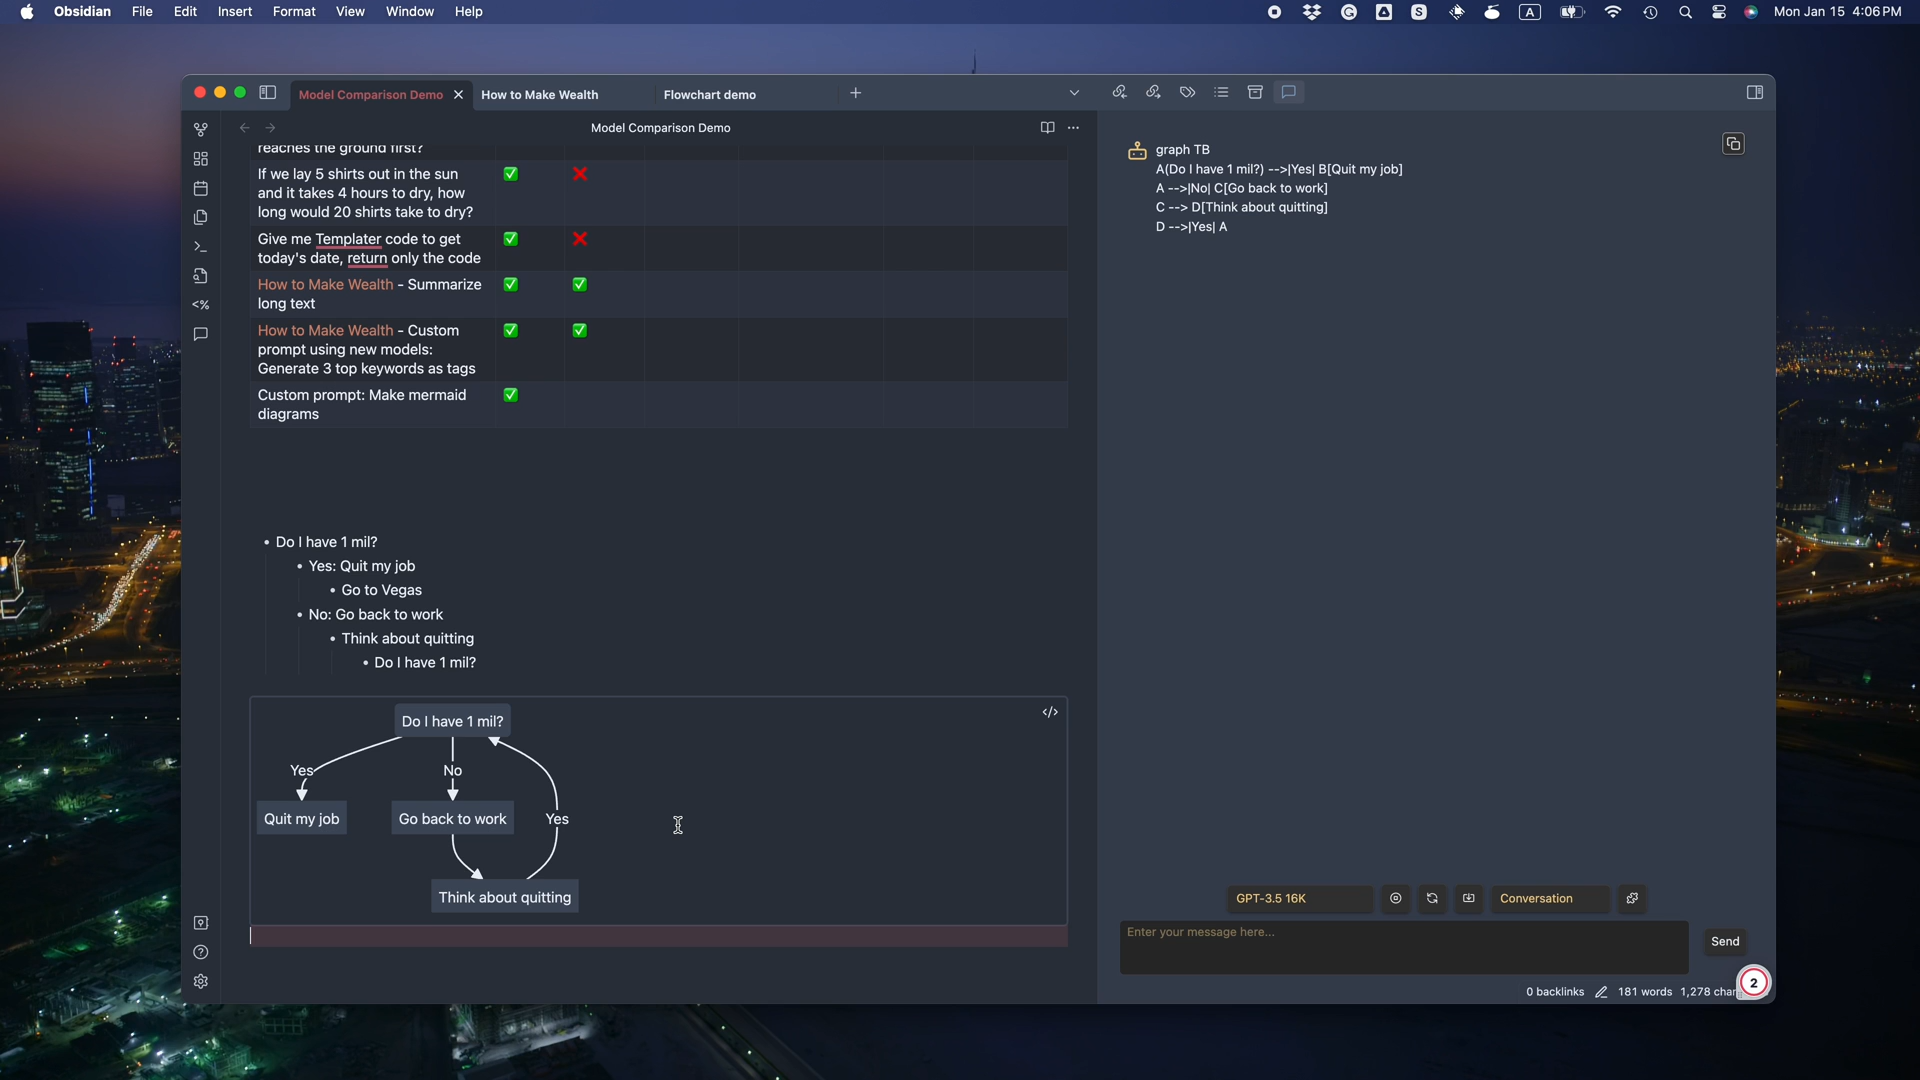 Obsidian File Edit Insert Format View Window Help
A
S
Mon Jan 15 4:06 PM
Model Comparison Demo
How to Make Wealth
Flowchart demo
Model Comparison Demo
reaches the ground first?
If we lay 5 shirts out in the sun
and it takes 4 hours to dry, how
long would 20 shirts take to dry?
Give me Templater code to get
today's date, return only the code
How to Make Wealth - Summarize
long text
How to Make Wealth - Custom
prompt using new models:
Generate 3 top keywords as tags
Custom prompt: Make mermaid
diagrams
• Do I have 1 mil?
• Yes: Quit my job
• Go to Vegas
• No: Go back to work
• Think about quitting
• Do I have 1 mil?
</>
Do I have 1 mil?
Yes
No
Quit my job
Go back to work
Yes
Think about quitting
graph TB
A(Do I have 1 mil?) -->|Yes| B[Quit my job]
A -->|No| C[Go back to work]
C --> D[Think about quitting]
D -->|Yes| A
GPT-3.5 16K
Conversation
Enter your message here...
Send
0 backlinks
181 words
1,278
2